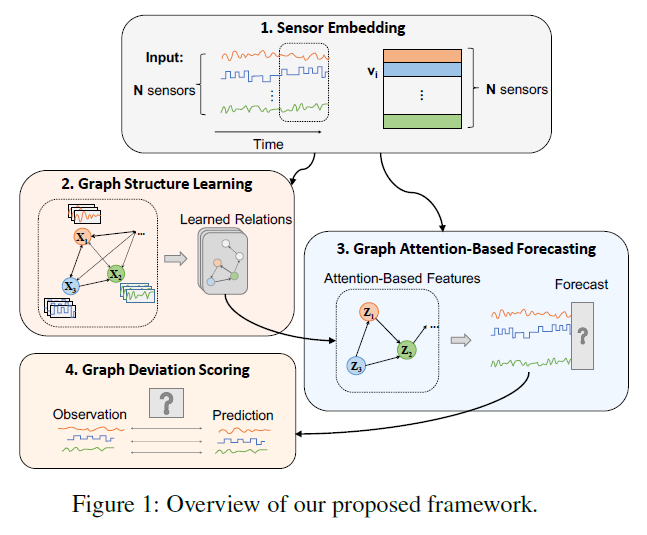 1. Sensor Embedding
Input:
N sensors
Time
v_i
N sensors
2. Graph Structure Learning
Learned Relations
X_1
X_2
X_3
...
3. Graph Attention-Based Forecasting
Attention-Based Features
Forecast
Z_1
Z_2
Z_3
...
?
4. Graph Deviation Scoring
Observation
?
Prediction
Figure 1: Overview of our proposed framework.